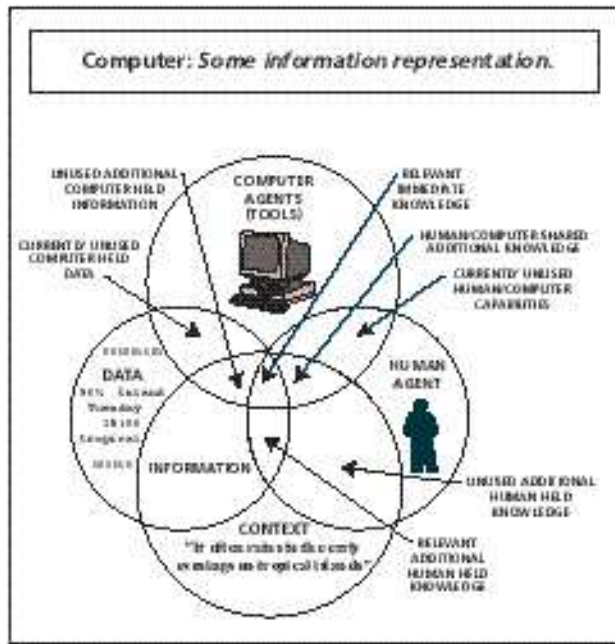 Computer: Some information representation.
UNUSED ADDITIONAL
COMPUTER HELD
INFORMATION
COMPUTER
AGENTS
(TOOLS)
RELEVANT
IMMEDIATE
KNOWLEDGE
HUMAN/COMPUTER SHARED
ADDITIONAL KNOWLEDGE
CURRENTLY UNUSED
COMPUTER HELD
DATA
CURRENTLY UNUSED
HUMAN/COMPUTER
CAPABILITIES
DATA
Tuesday
HUMAN
AGENT
INFORMATION
UNUSED ADDITIONAL
HUMAN HELD
KNOWLEDGE
CONTEXT
RELEVANT
ADDITIONAL
HUMAN HELD
KNOWLEDGE